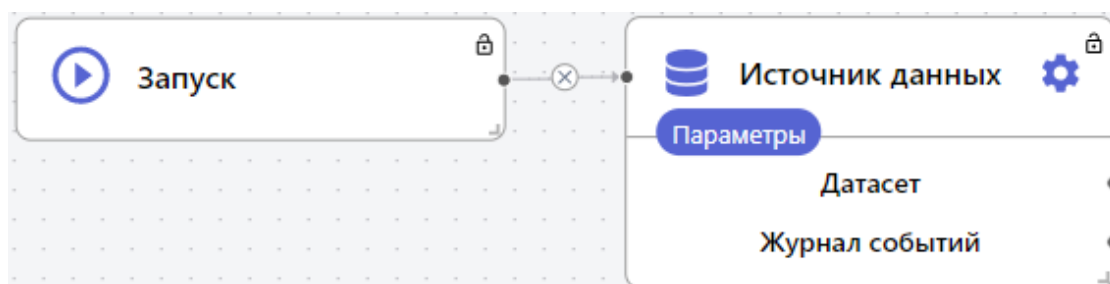 Запуск
Источник данных
Параметры
Датасет
Журнал событий